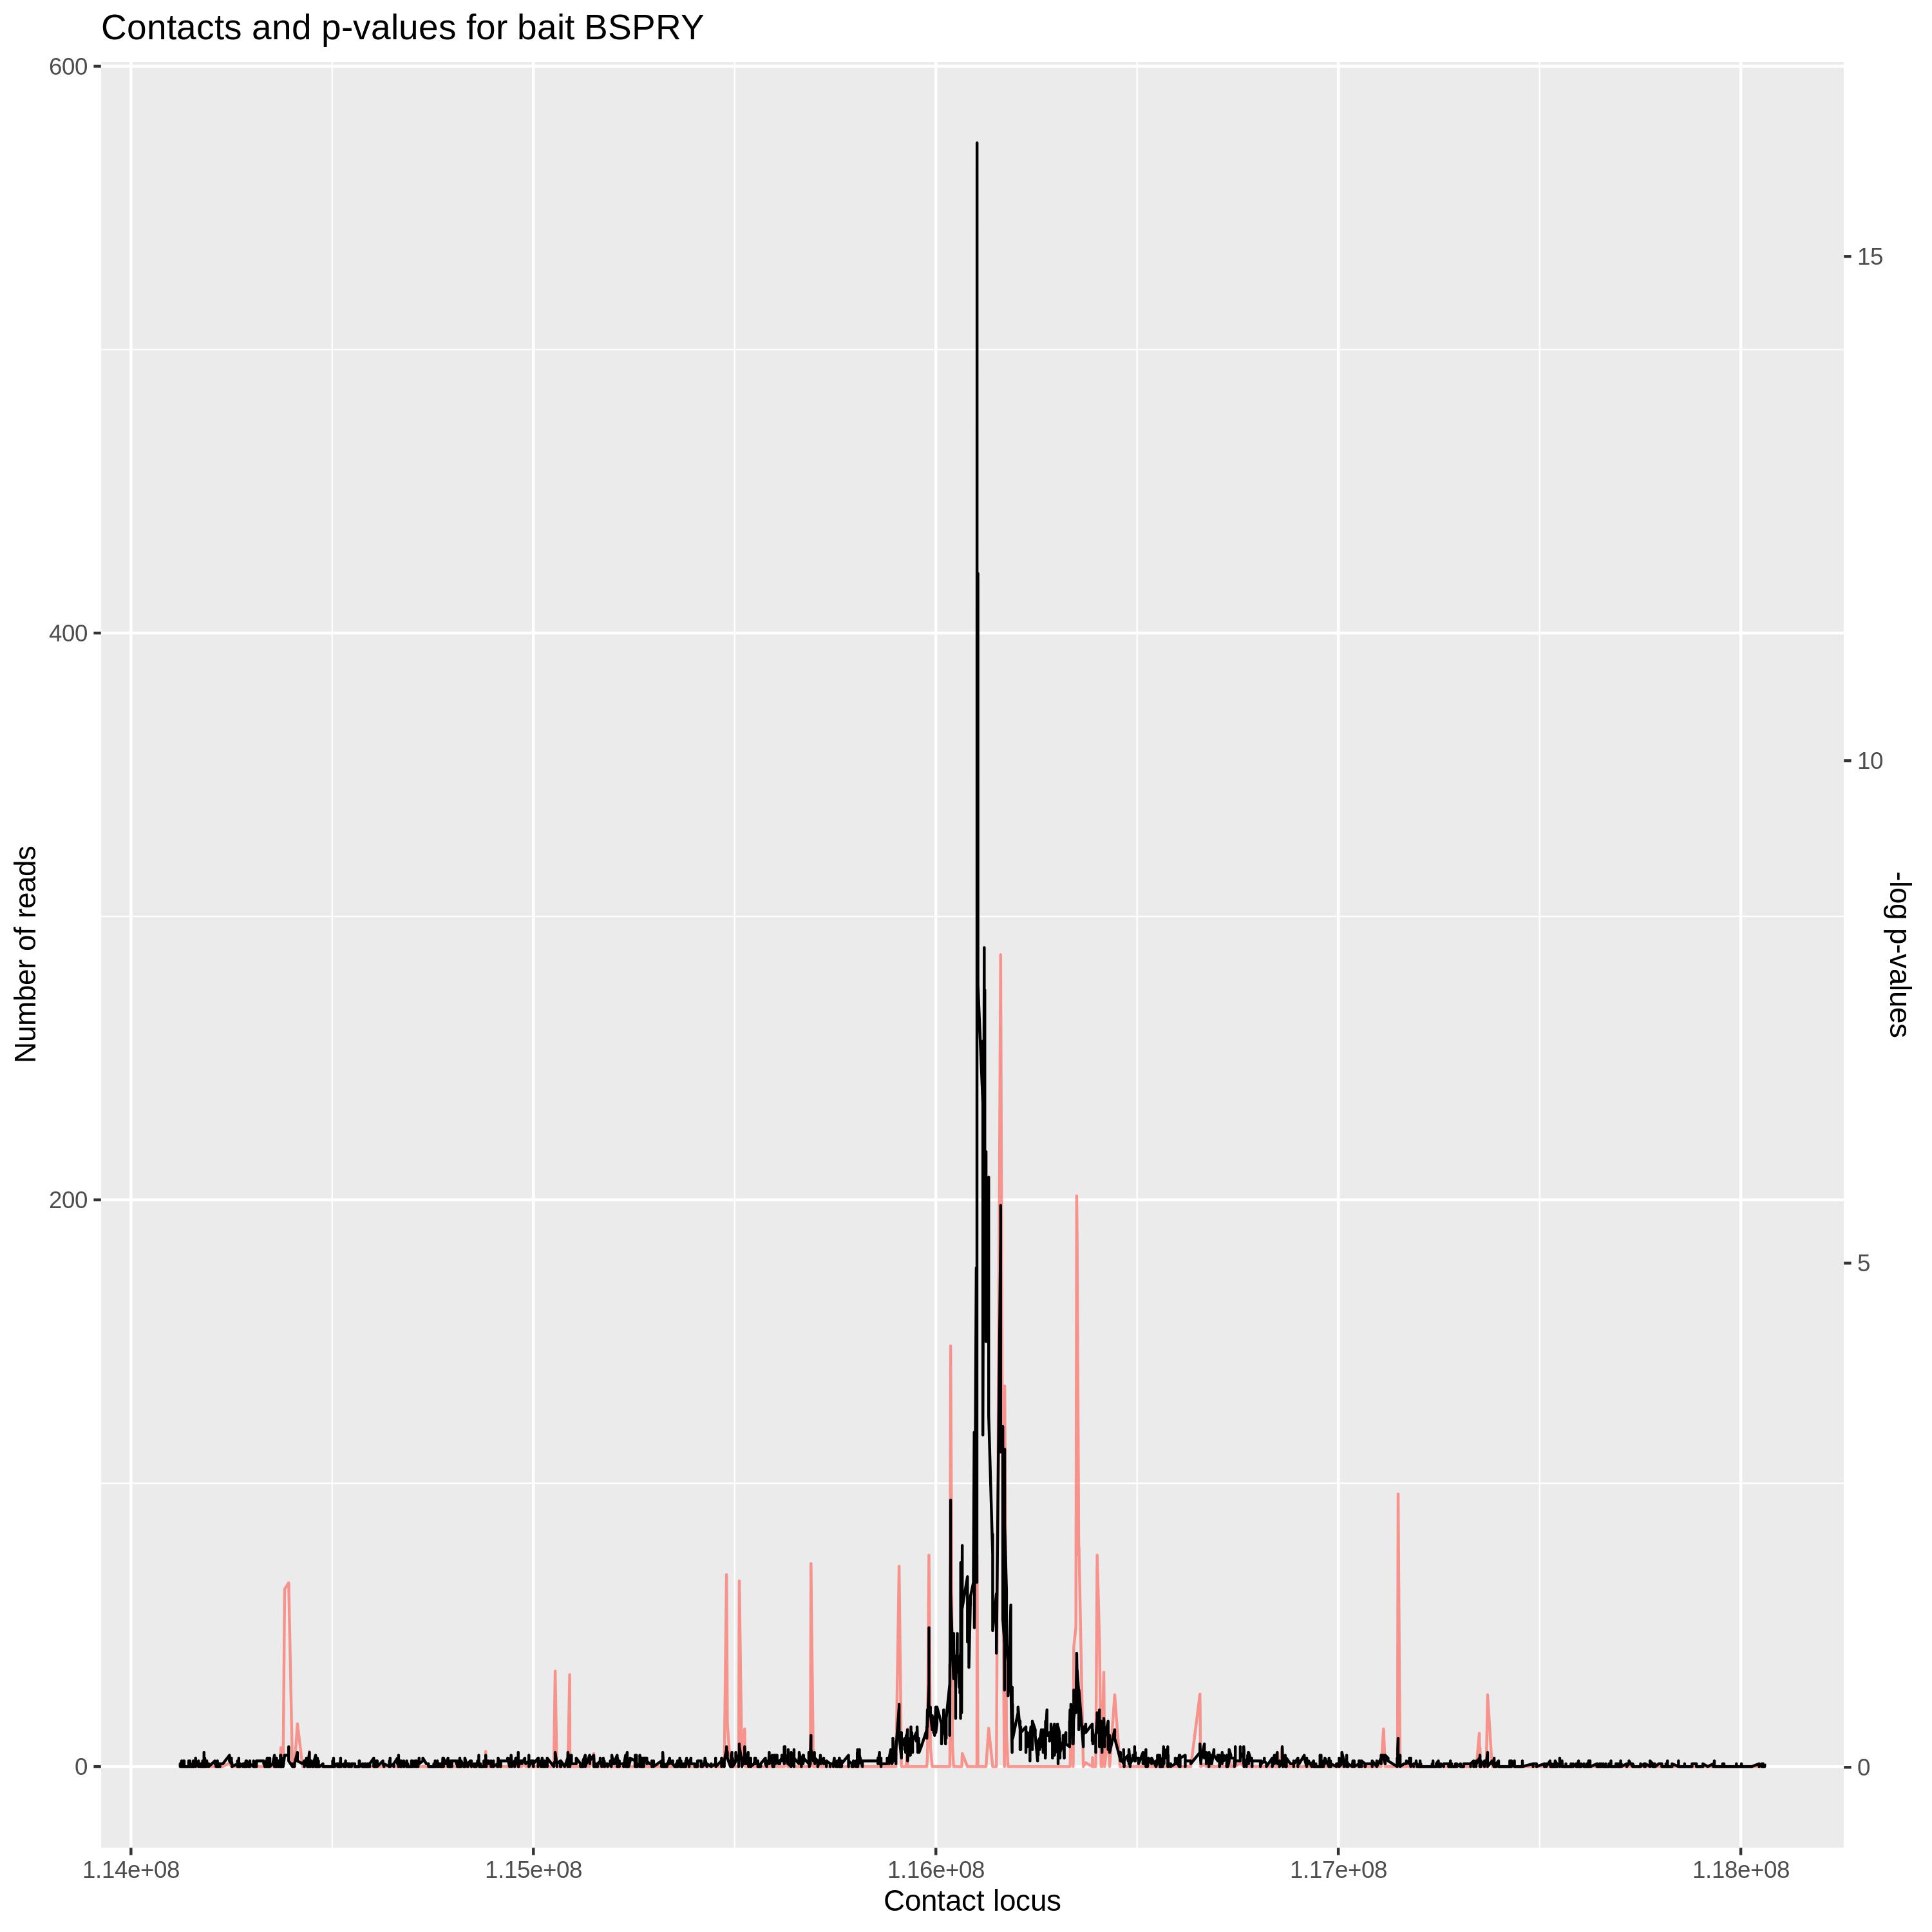 Contacts and p-values for bait BSPRY
600
400
200
0
Number of reads
15
10
5
0
-log p-values
1.14e+08 1.15e+08 1.16e+08 1.17e+08 1.18e+08
Contact locus